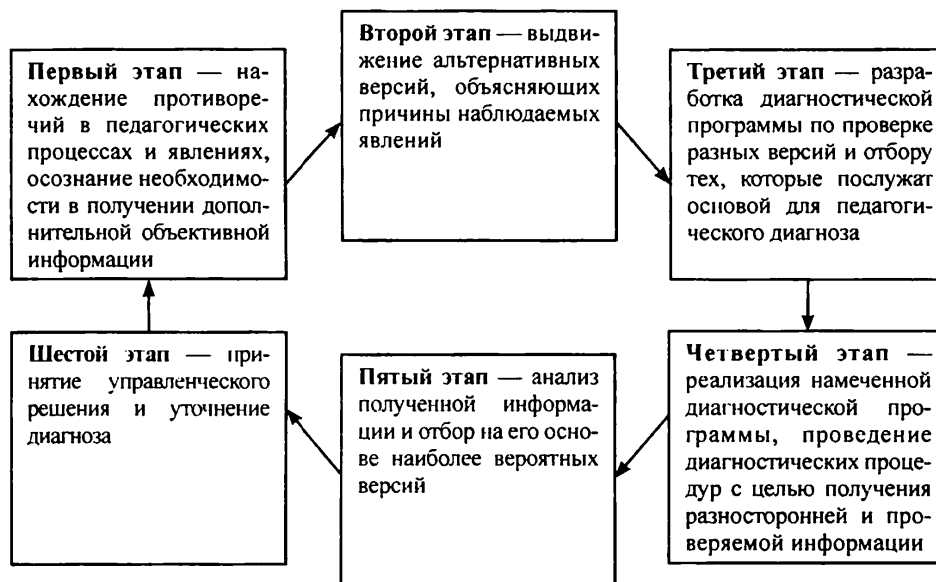 Первый этап — на-
хождение противоре-
чий в педагогических
процессах и явлениях,
осознание необходимо-
сти в получении допол-
нительной объективной
информации
Второй этап — выдви-
жение альтернативных
версий, объясняющих
причины наблюдаемых
явлений
Третий этап — разра-
ботка диагностической
программы по проверке
разных версий и отбору
тех, которые послужат
основой для педагоги-
ческого диагноза
Четвертый этап —
реализация намеченной
диагностической про-
граммы, проведение
диагностических проце-
дур с целью получения
разносторонней и про-
веряемой информации
Пятый этап — анализ
полученной информа-
ции и отбор на его осно-
ве наиболее вероятных
версий
Шестой этап — при-
нятие управленческого
решения и уточнение
диагноза